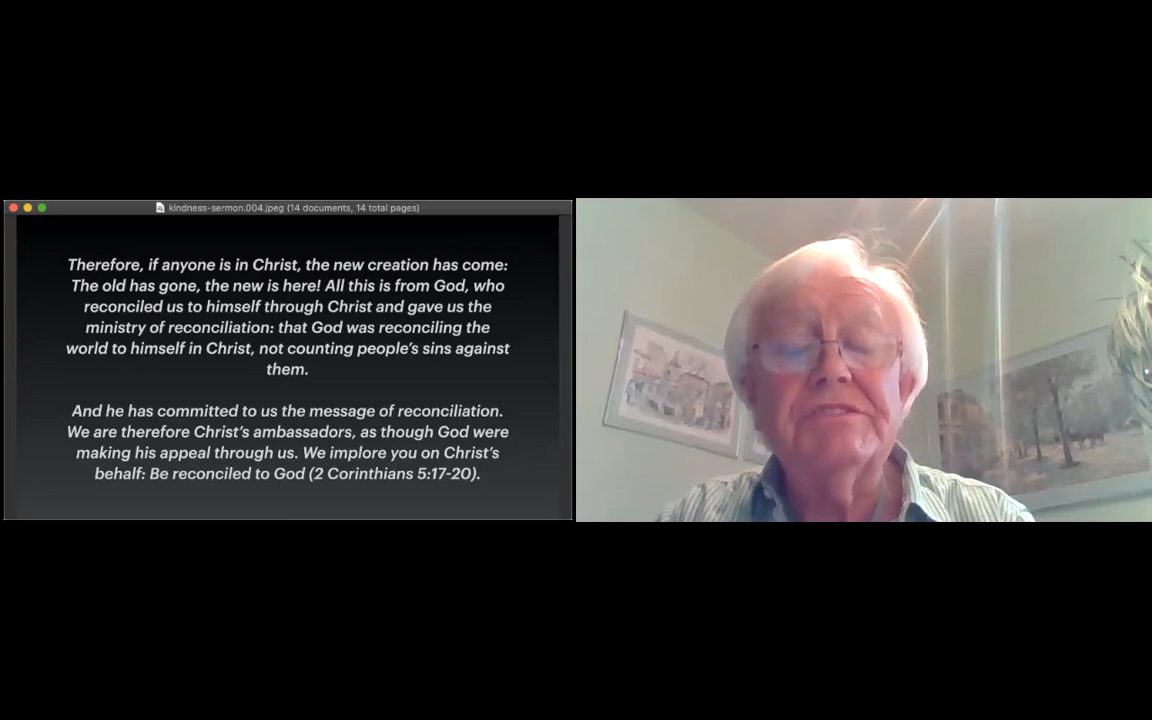 kindness-sermon.004.jpeg (14 documents, 14 total pages)
Therefore, if anyone is in Christ, the new creation has come:
The old has gone, the new is here! All this is from God, who
reconciled us to himself through Christ and gave us the
ministry of reconciliation: that God was reconciling the
world to himself in Christ, not counting people's sins against
them.
And he has committed to us the message of reconciliation.
We are therefore Christ's ambassadors, as though God were
making his appeal through us. We implore you on Christ's
behalf: Be reconciled to God (2 Corinthians 5:17-20).